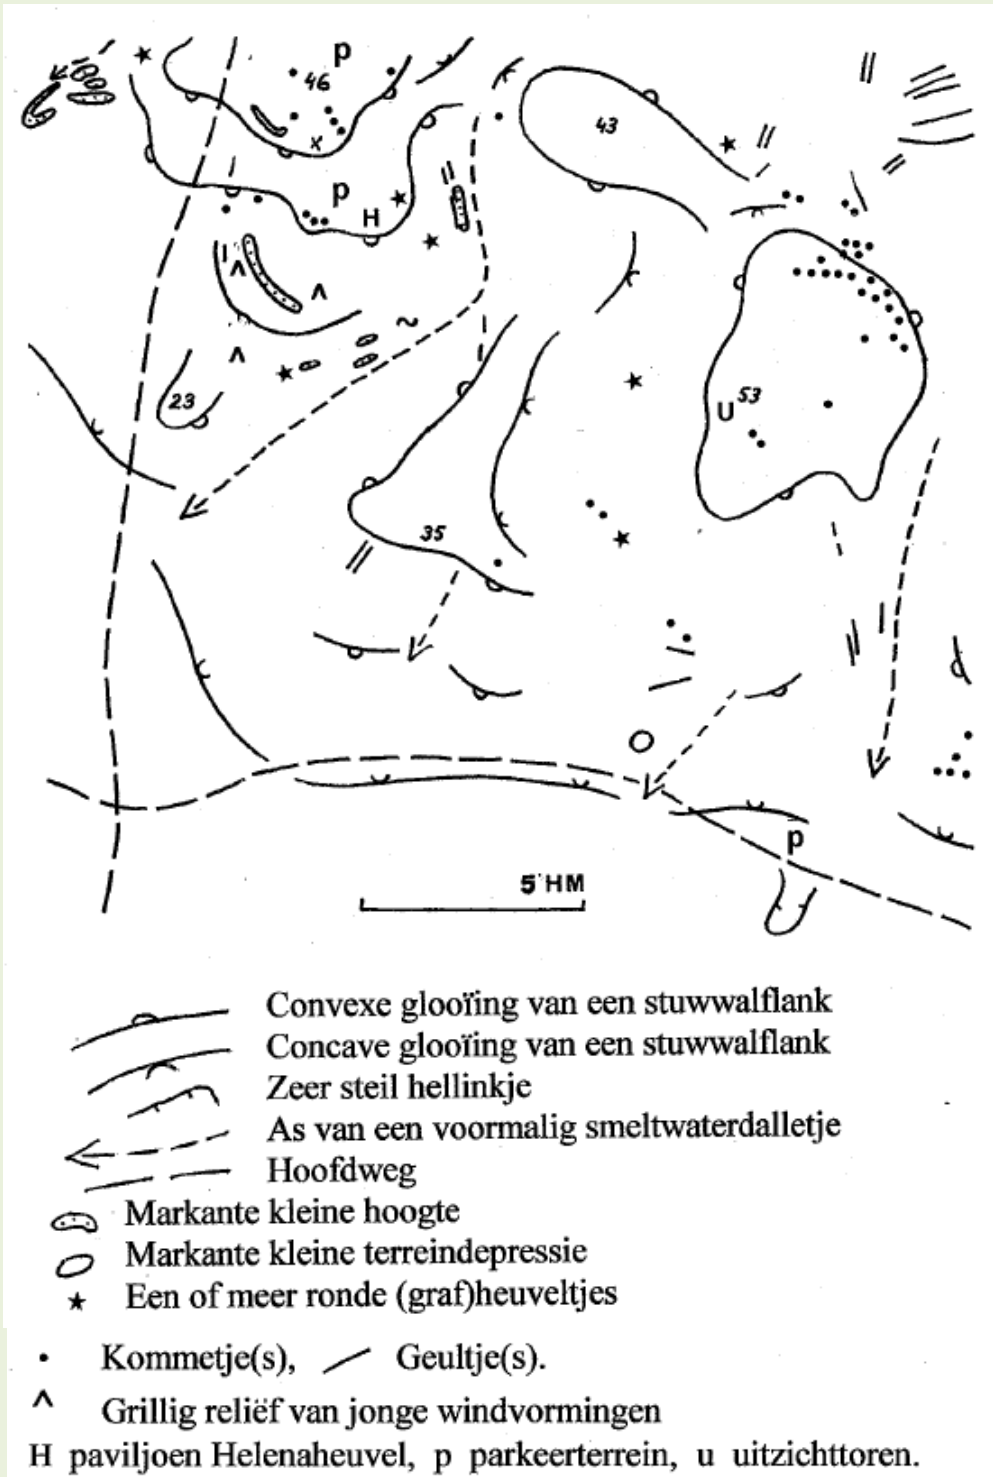 p
46
43
p
H
U 53
23
35
p
5 HM
Convexe glooïing van een stuwwalflank
Concave glooïing van een stuwwalflank
Zeer steil hellinkje
As van een voormalig smeltwaterdalletje
Hoofdweg
Markante kleine hoogte
Markante kleine terreindepressie
Een of meer ronde (graf)heuveltjes
Kommetje(s), Geultje(s).
Grillig reliëf van jonge windvormingen
H paviljoen Helenaheuvel, p parkeerterrein, u uitzichttoren.